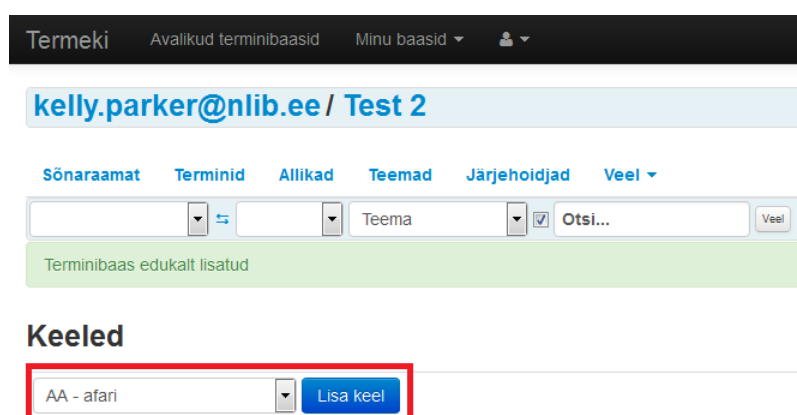 Termeki Avalikud terminibaasid Minu baasid
kelly.parker@nlib.ee / Test 2
Sõnaraamat Terminid Allikad Teemad Järjehoidjad Veel
Teema Otsi... Veel
Terminibaas edukalt lisatud
Keeled
AA - afari Lisa keel